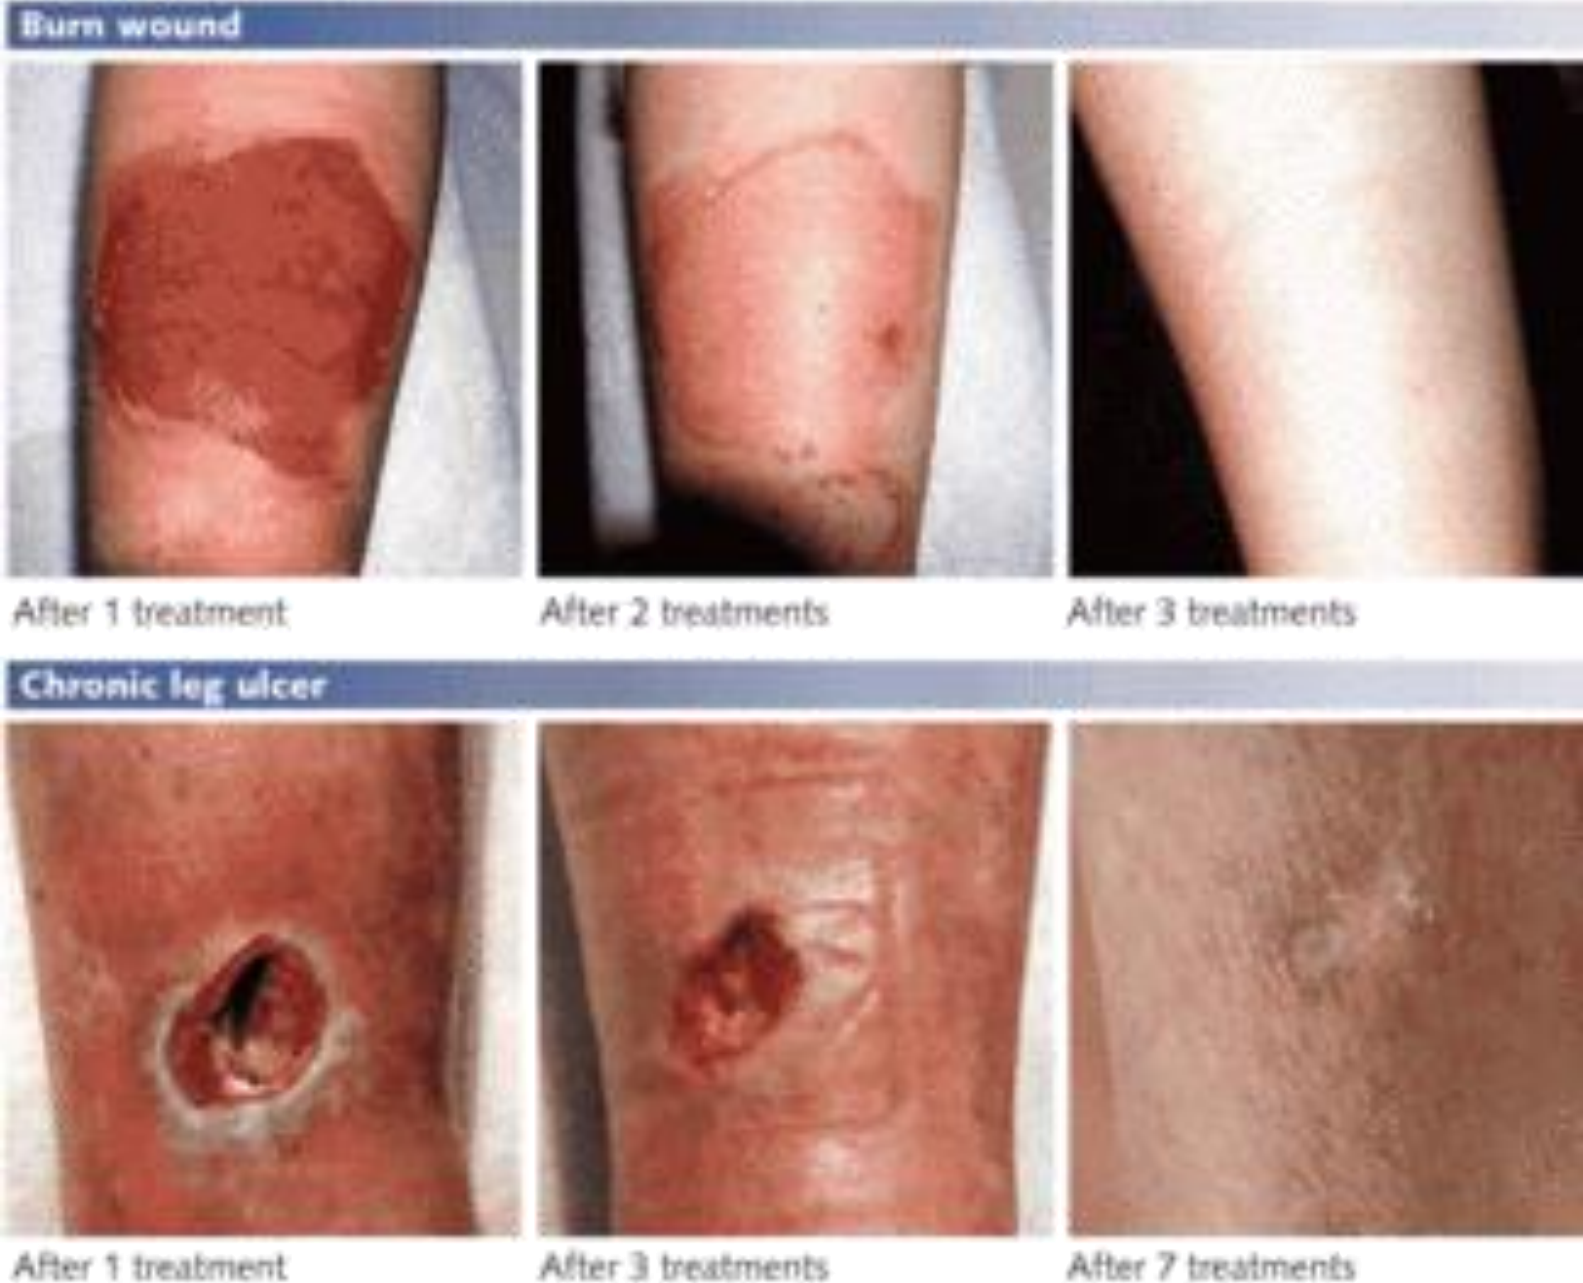 Burn wound
After 1 treatment
After 2 treatments
After 3 treatments
Chronic leg ulcer
After 1 treatment
After 3 treatments
After 7 treatments